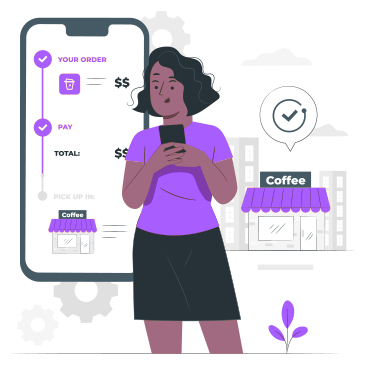 YOUR ORDER
$$
PAY
TOTAL:
$$
PICK UP IN:
Coffee
Coffee